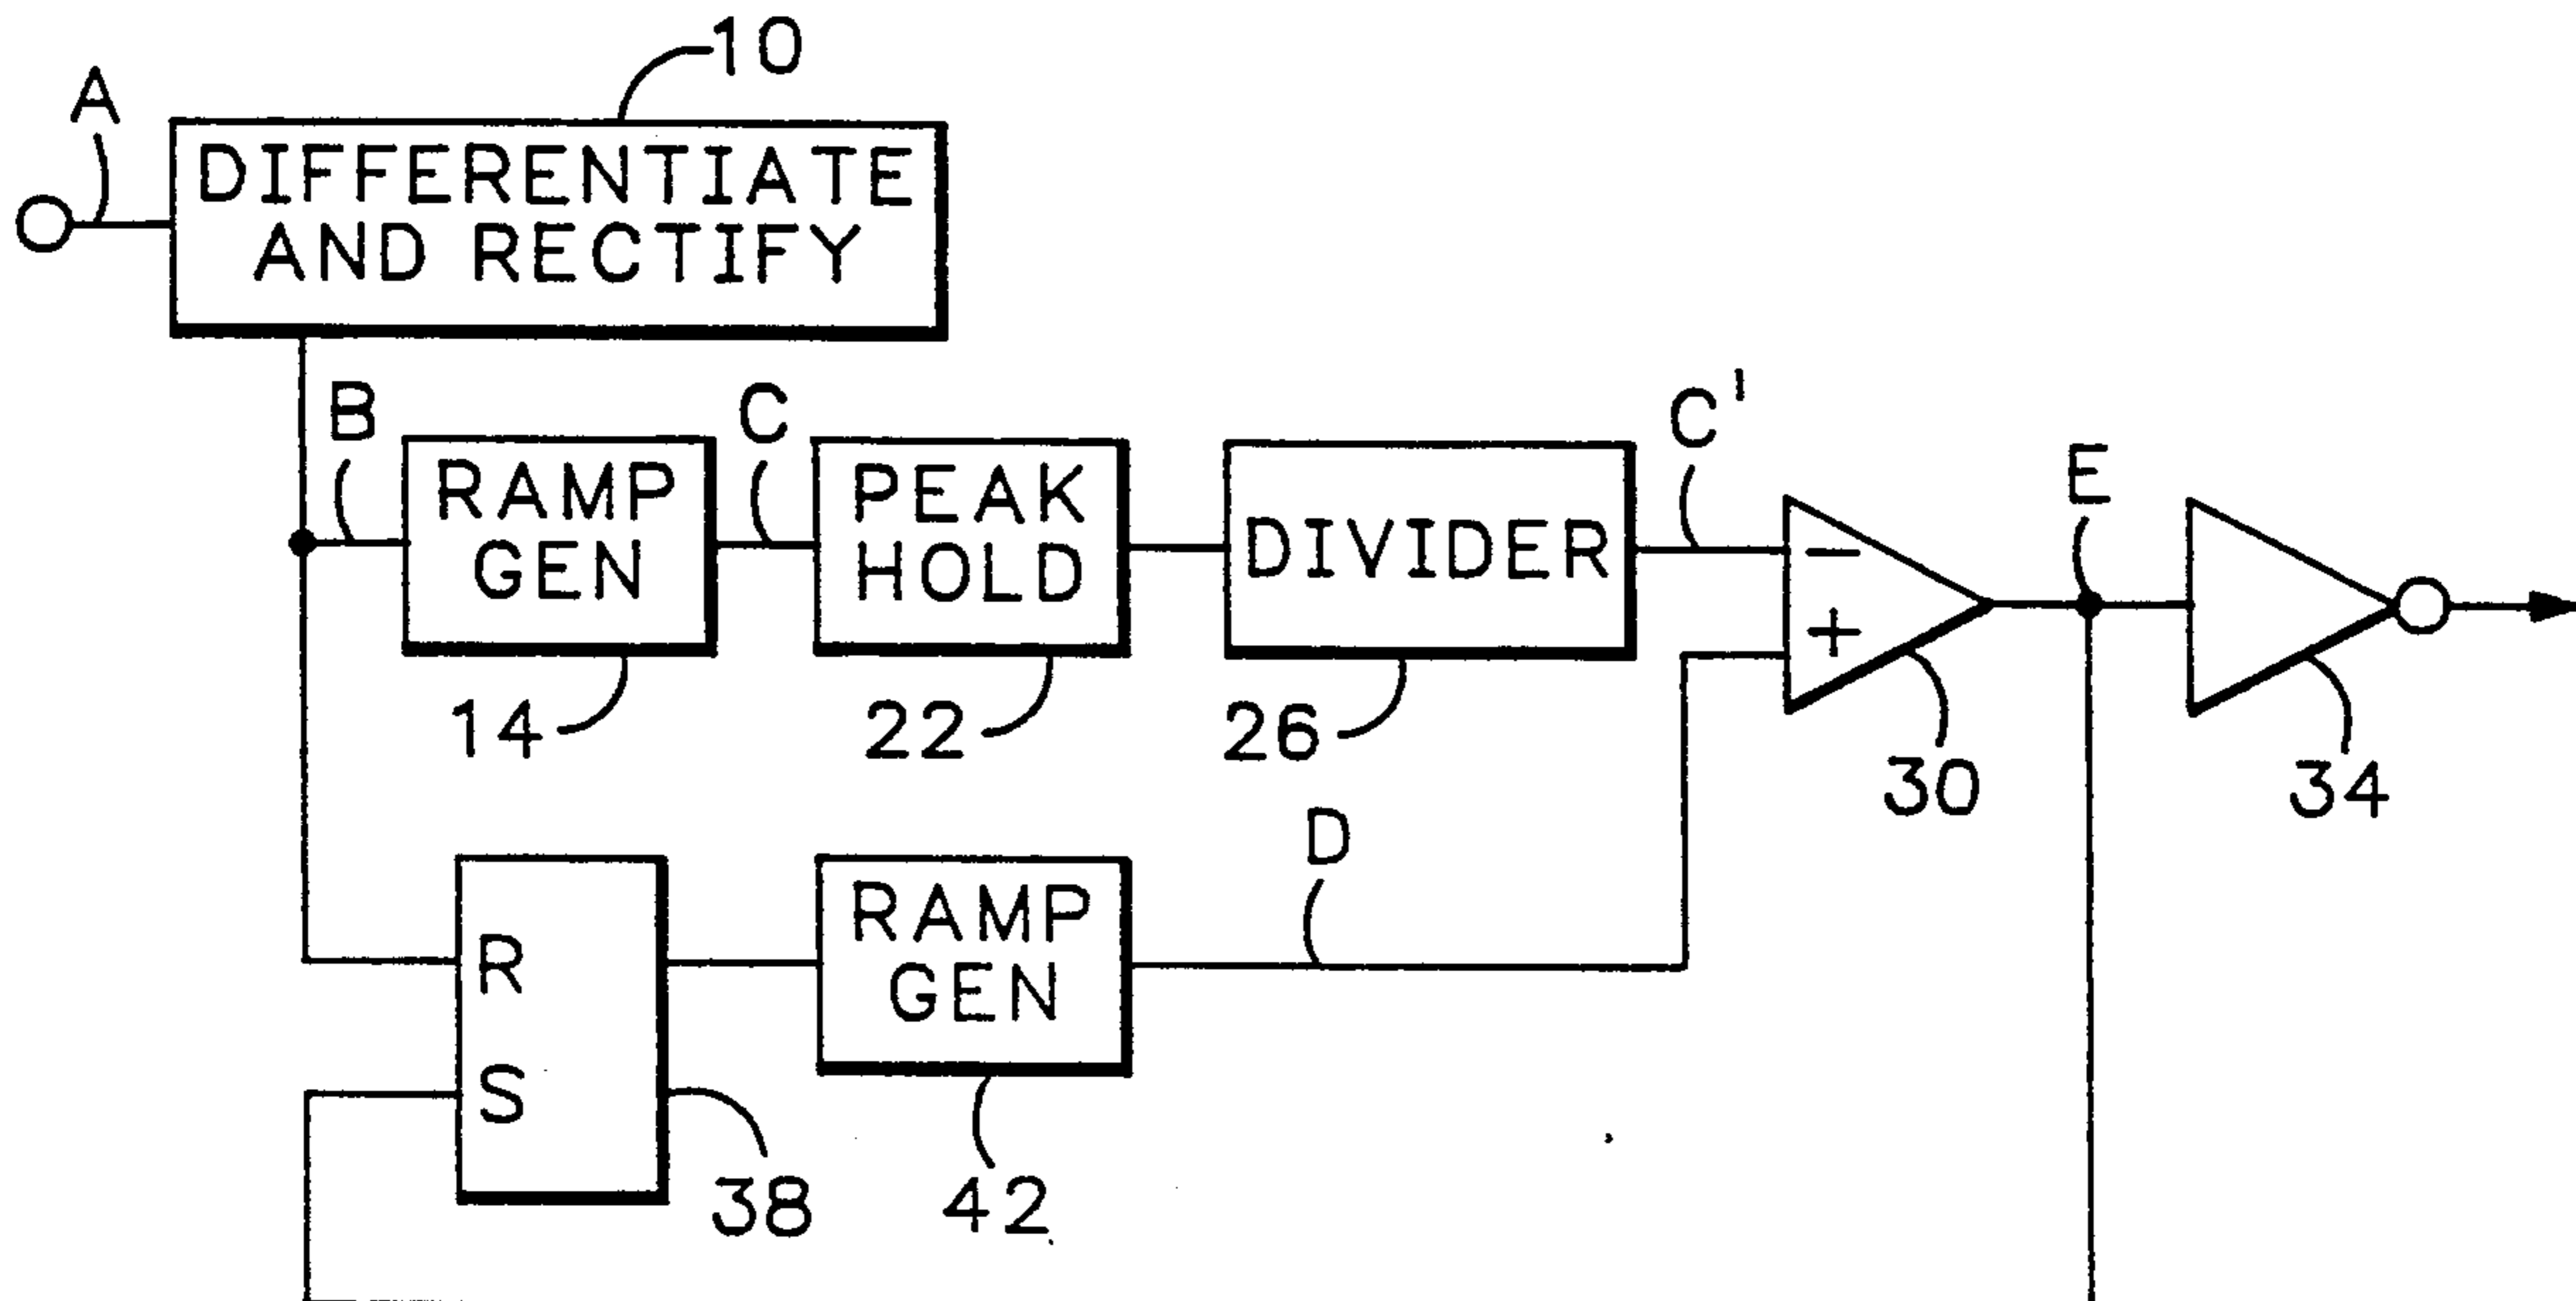 10
A
DIFFERENTIATE
AND RECTIFY
B
C
C'
E
RAMP
GEN
PEAK
HOLD
DIVIDER
−
+
14
22
26
30
34
D
R
S
RAMP
GEN
38
42